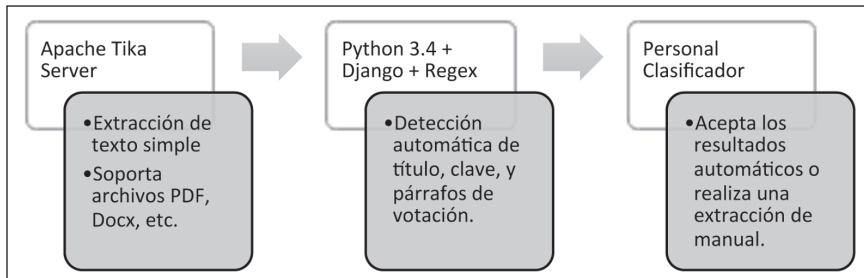 Apache Tika
Server
•Extracción de
texto simple
•Soporta
archivos PDF,
Docx, etc.
Python 3.4 +
Django + Regex
•Detección
automática de
título, clave, y
párrafos de
votación.
Personal
Clasificador
•Acepta los
resultados
automáticos o
realiza una
extracción de
manual.